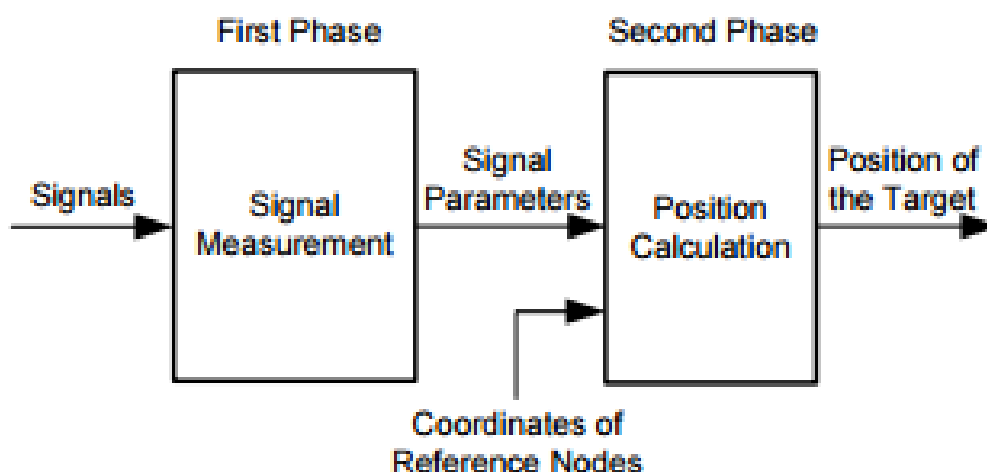 First Phase
Second Phase
Signals
Signal
Measurement
Signal
Parameters
Position
Calculation
Position of
the Target
Coordinates of
Reference Nodes